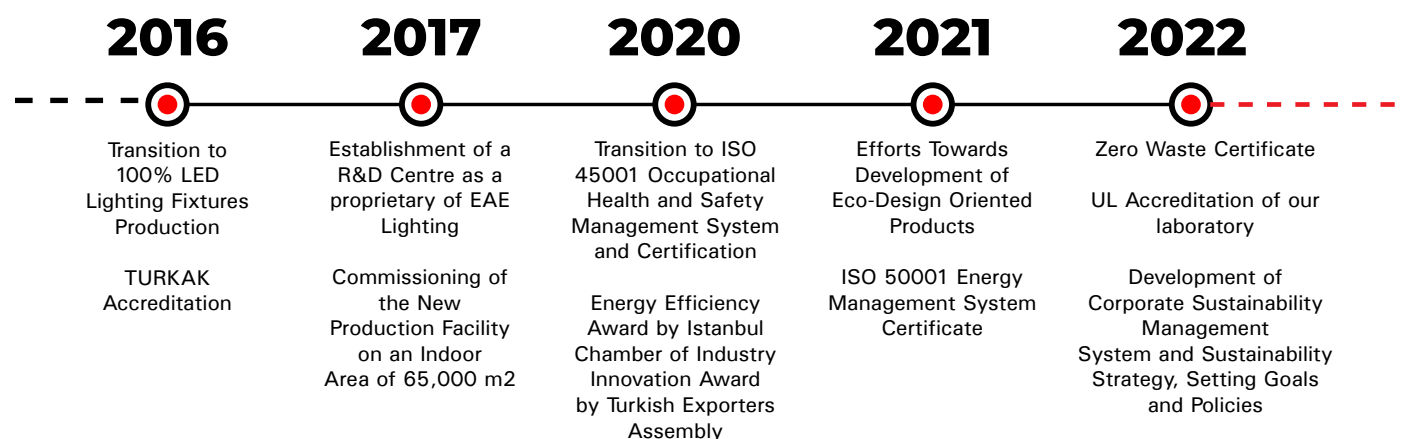 2016
Transition to
100% LED
Lighting Fixtures
Production
TURKAK
Accreditation
2017
Establishment of a
R&D Centre as a
proprietary of EAE
Lighting
Commissioning of
the New
Production Facility
on an Indoor
Area of 65,000 m2
2020
Transition to ISO
45001 Occupational
Health and Safety
Management System
and Certification
Energy Efficiency
Award by Istanbul
Chamber of Industry
Innovation Award
by Turkish Exporters
Assembly
2021
Efforts Towards
Development of
Eco-Design Oriented
Products
ISO 50001 Energy
Management System
Certificate
2022
Zero Waste Certificate
UL Accreditation of our
laboratory
Development of
Corporate Sustainability
Management
System and Sustainability
Strategy, Setting Goals
and Policies